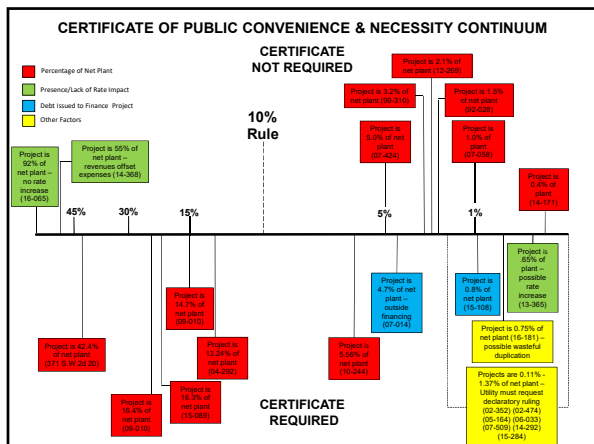 CERTIFICATE OF PUBLIC CONVENIENCE & NECESSITY CONTINUUM
CERTIFICATE
NOT REQUIRED
Percentage of Net Plant
Presence/Lack of Rate Impact
Debt Issued to Finance Project
Other Factors
Project is 2.1% of
net plant (12-269)
Project is 3.2% of
net plant (99-310)
Project is 1.5%
of net plant
(92-028)
10%
Rule
Project is
5.0% of
net plant
(07-424)
Project is
1.0% of
plant
(07-058)
Project is
92% of
net plant –
no rate
increase
(16-065)
Project is 55% of
net plant –
revenues offset
expenses (14-368)
Project is
0.4% of
plant
(14-171)
45%
30%
15%
5%
1%
Project is
14.7% of
net plant
(09-010)
Project is
4.7% of net
plant –
outside
financing
(07-014)
Project is
0.8% of
net plant
(15-108)
Project is
.65% of
plant –
possible
rate
increase
(13-365)
Project is 42.4%
of net plant
Project is
13.24% of
net plant
(04-292)
Project is
5.56% of
net plant
(10-244)
Project is 0.75% of
net plant (16-181) –
possible wasteful
duplication
Project is
16.4% of
net plant
(09-010)
Project is
16.3% of
net plant
(15-089)
CERTIFICATE
REQUIRED
Projects are 0.11% -
1.37% of net plant –
Utility must request
declaratory ruling
(02-352) (02-474)
(05-164) (06-033)
(07-509) (14-292)
(15-284)